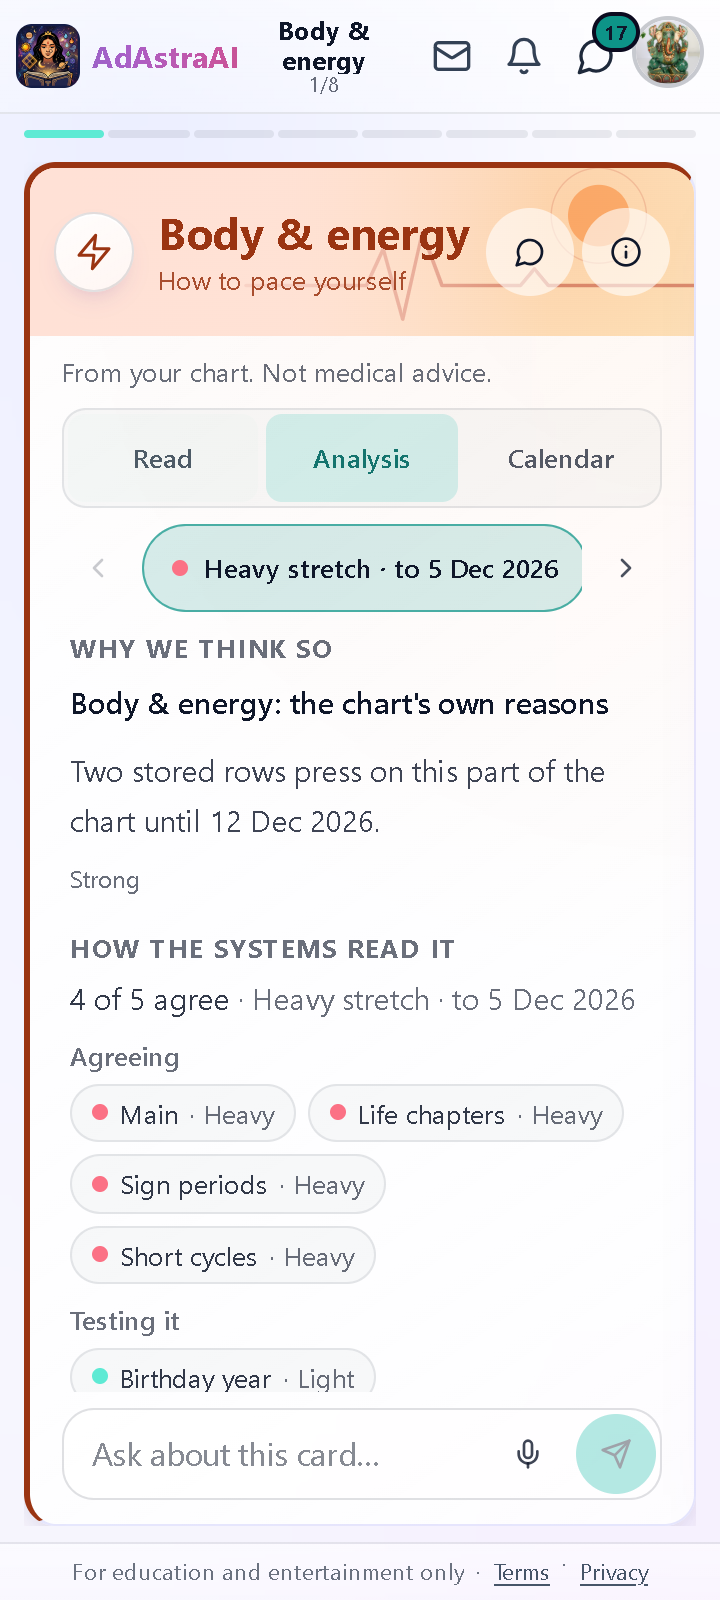 AdAstraAI
Body &
energy
1/8
17
Body & energy
How to pace yourself
From your chart. Not medical advice.
Read
Analysis
Calendar
Heavy stretch · to 5 Dec 2026
WHY WE THINK SO
Body & energy: the chart's own reasons
Two stored rows press on this part of the
chart until 12 Dec 2026.
Strong
HOW THE SYSTEMS READ IT
4 of 5 agree · Heavy stretch · to 5 Dec 2026
Agreeing
Main · Heavy
Life chapters · Heavy
Sign periods · Heavy
Short cycles · Heavy
Testing it
Birthday year · Light
Ask about this card...
For education and entertainment only · Terms · Privacy